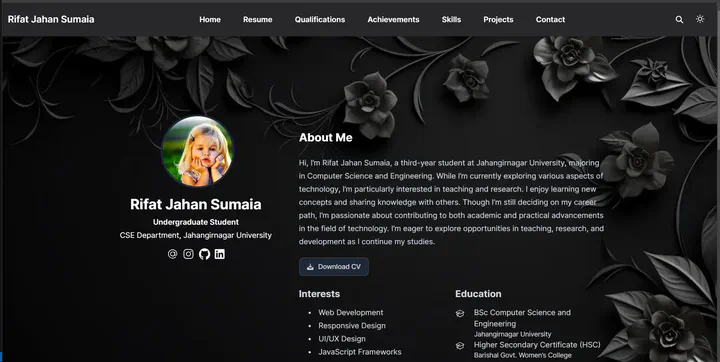 Rifat Jahan Sumaia
Home Resume Qualifications Achievements Skills Projects Contact
Rifat Jahan Sumaia
Undergraduate Student
CSE Department, Jahangirnagar University
About Me
Hi, I'm Rifat Jahan Sumaia, a third-year student at Jahangirnagar University, majoring
in Computer Science and Engineering. While I'm currently exploring various aspects of
technology, I'm particularly interested in teaching and research. I enjoy learning new
concepts and sharing knowledge with others. Though I'm still deciding on my career
path, I'm passionate about contributing to both academic and practical advancements
in the field of technology. I'm eager to explore opportunities in teaching, research, and
development as I continue my studies.
Download CV
Interests
• Web Development
• Responsive Design
• UI/UX Design
• JavaScript Frameworks
Education
BSc Computer Science and
Engineering
Jahangirnagar University
Higher Secondary Certificate (HSC)
Barishal Govt. Women's College